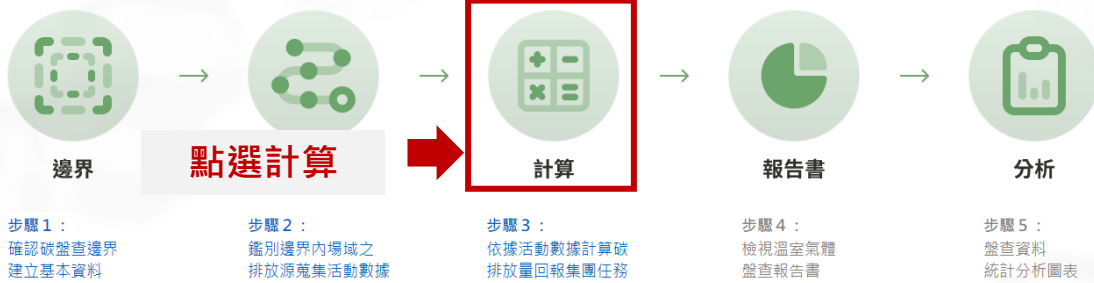 邊界
點選計算
計算
報告書
分析
步驟1：
確認碳盤查邊界
建立基本資料
步驟2：
鑑別邊界內場域之
排放源蒐集活動數據
步驟3：
依據活動數據計算碳
排放量回報集團任務
步驟4：
檢視溫室氣體
盤查報告書
步驟5：
盤查資料
統計分析圖表